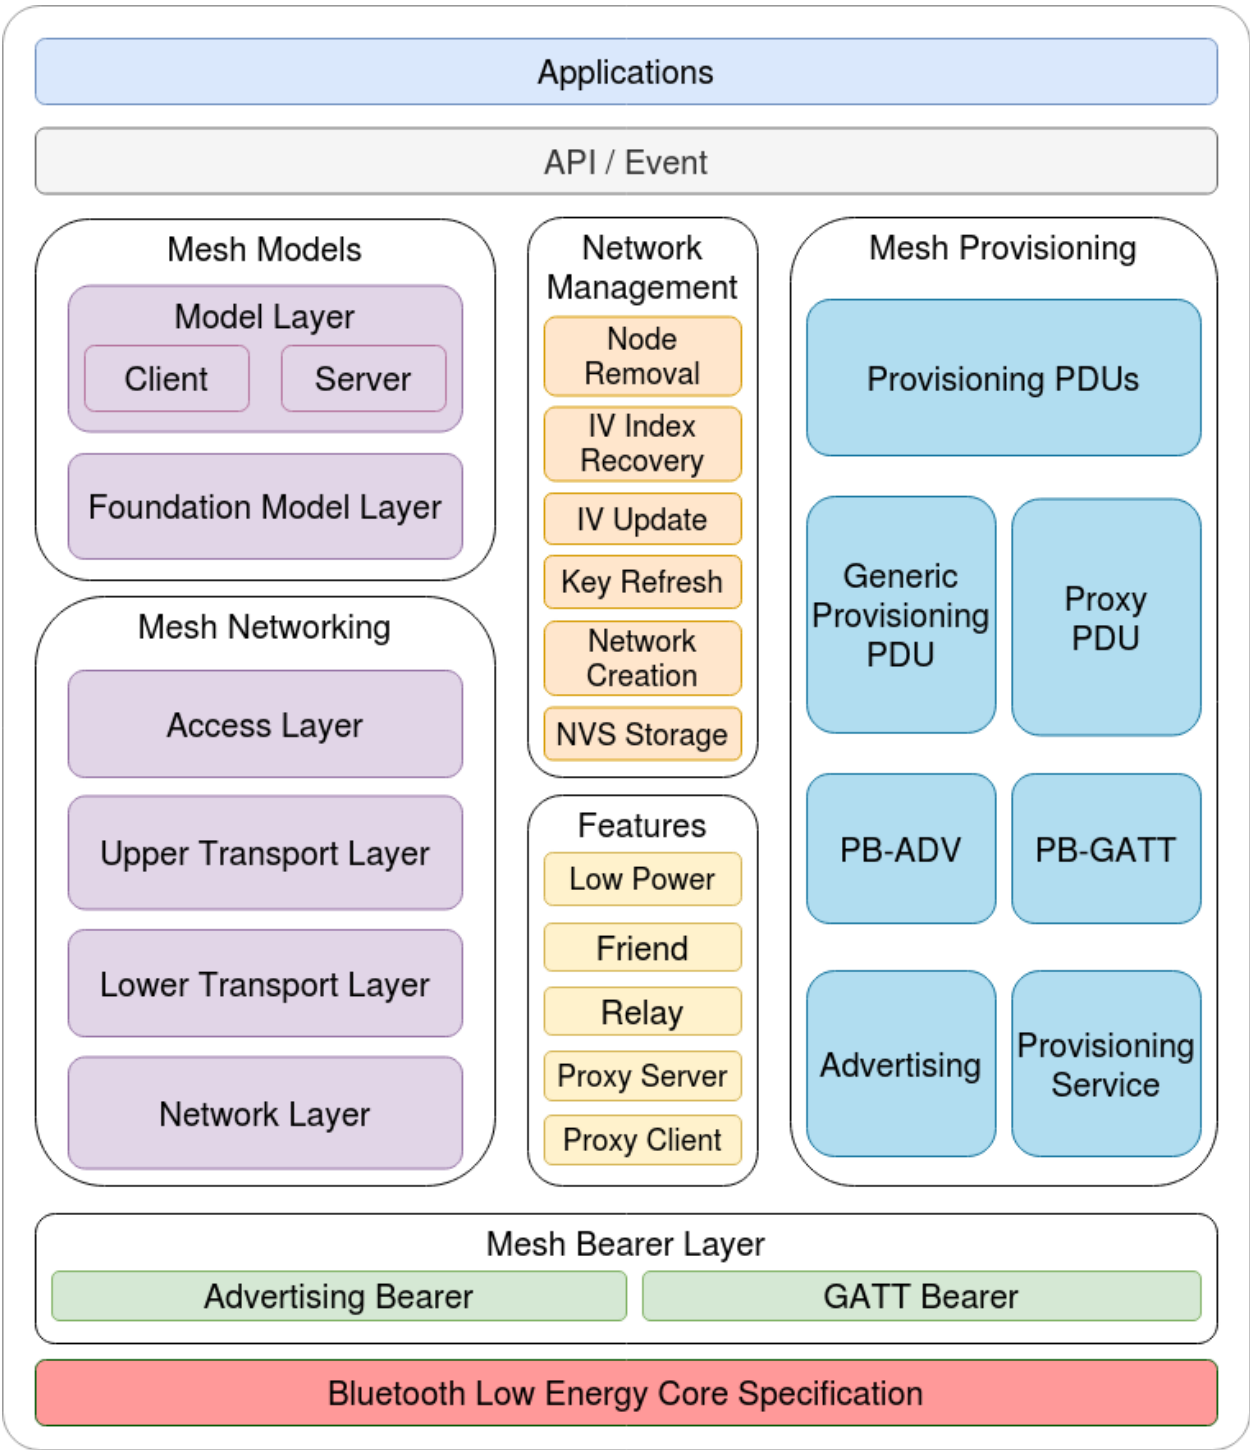 Applications
API / Event
Mesh Models
Model Layer
Client
Server
Foundation Model Layer
Mesh Networking
Access Layer
Upper Transport Layer
Lower Transport Layer
Network Layer
Network
Management
Node
Removal
IV Index
Recovery
IV Update
Key Refresh
Network
Creation
NVS Storage
Features
Low Power
Friend
Relay
Proxy Server
Proxy Client
Mesh Provisioning
Provisioning PDUs
Generic
Provisioning
PDU
Proxy
PDU
PB-ADV
PB-GATT
Advertising
Provisioning
Service
Mesh Bearer Layer
Advertising Bearer
GATT Bearer
Bluetooth Low Energy Core Specification